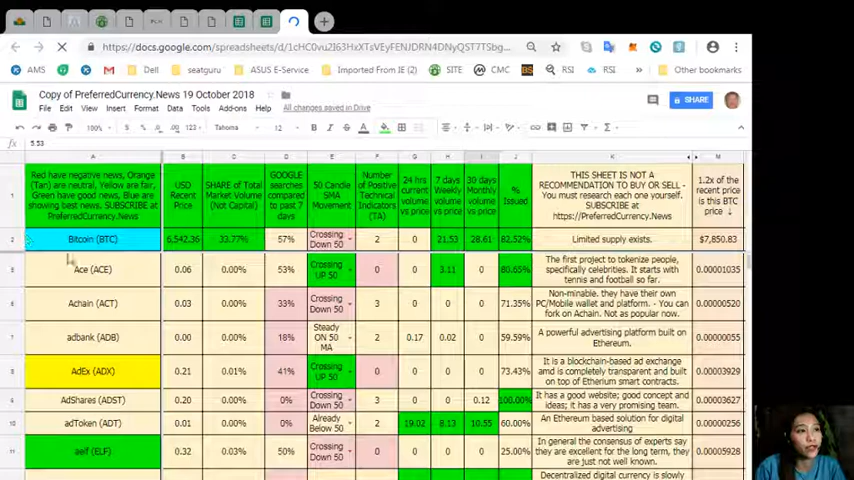 https://docs.google.com/spreadsheets/d/1cHC0vu2I63HxXTsVEyFENJDRN4DNyQST7Tsbg...
AMS
Dell
seatguru
ASUS E-Service
Imported From IE (2)
SITE
CMC
RSI
RSI
Other bookmarks
Copy of PreferredCurrency.News 19 October 2018
File Edit View Insert Format Data Tools Add-ons Help All changes saved in Drive
SHARE
100% $ % .0 .00 123 Tahoma 12 B I S A
fx 5.53
A B C D E F G H I J K M
1
Red have negative news, Orange
(Tan) are neutral, Yellow are fair,
Green have good news, Blue are
showing best news. SUBSCRIBE at
PreferredCurrency.News
USD
Recent
Price
SHARE of Total
Market Volume
(Not Capital)
GOOGLE
searches
compared
to past 7
days
50 Candle
SMA
Movement
Number of
Positive
Technical
Indicators
(TA)
24 hrs
current
volume
vs price
7 days
Weekly
volume
vs price
30 days
Monthly
volume
vs price
%
Issued
THIS SHEET IS NOT A
RECOMMENDATION TO BUY OR SELL -
You must research each one yourself.
SUBSCRIBE at
https://PreferredCurrency.News
1.2x of the
recent price
is this BTC
price ↓
2 Bitcoin (BTC) 6,542.36 33.77% 57% Crossing Down 50 2 0 21.53 28.61 82.52% Limited supply exists. $7,850.83
Ace (ACE) 0.06 0.00% 53% Crossing UP 50 0 0 3.11 0 80.65% The first project to tokenize people, specifically celebrities. It starts with tennis and football so far. 0.00001035
Achain (ACT) 0.03 0.00% 33% Crossing Down 50 3 0 0 0 71.35% Non-minable. they have their own PC/Mobile wallet and platform. - You can fork on Achain. Not as popular now. 0.00000520
7 adbank (ADB) 0.00 0.00% 18% Steady ON 50 MA 2 0.17 0.02 0 59.59% A powerful advertising platform built on Ethereum. 0.00000055
AdEx (ADX) 0.21 0.01% 41% Crossing UP 50 0 0 0 0 73.43% It is a blockchain-based ad exchange amd is completely transparent and built on top of Etherium smart contracts. 0.00003929
AdShares (ADST) 0.20 0.00% 0% Crossing Down 50 3 0 0 0.12 100.00% It has a good website; good concept and ideas; it has a very promising team. 0.00003627
10 adToken (ADT) 0.01 0.00% 0% Already Below 50 2 19.02 8.13 10.55 60.00% An Ethereum based solution for digital advertising 0.00000256
11 aelf (ELF) 0.32 0.03% 50% Crossing Down 50 0 0 0 0 25.00% In general the consensus of experts say they are excellent for the long term, they are just not well known. 0.00005928
Decentralized digital currency is slowly